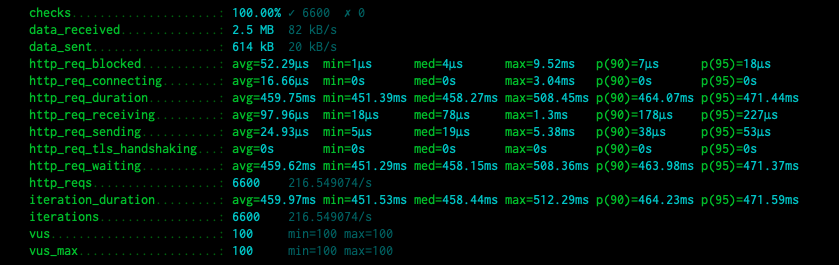 checks.........................: 100.00% ✓ 6600 ✗ 0
data_received..................: 2.5 MB 82 kB/s
data_sent......................: 614 kB 20 kB/s
http_req_blocked...............: avg=52.29µs min=1µs med=4µs max=9.52ms p(90)=7µs p(95)=18µs
http_req_connecting............: avg=16.66µs min=0s med=0s max=3.04ms p(90)=0s p(95)=0s
http_req_duration..............: avg=459.75ms min=451.39ms med=458.27ms max=508.45ms p(90)=464.07ms p(95)=471.44ms
http_req_receiving.............: avg=97.96µs min=18µs med=78µs max=1.3ms p(90)=178µs p(95)=227µs
http_req_sending...............: avg=24.93µs min=5µs med=19µs max=5.38ms p(90)=38µs p(95)=53µs
http_req_tls_handshaking.......: avg=0s min=0s med=0s max=0s p(90)=0s p(95)=0s
http_req_waiting...............: avg=459.62ms min=451.29ms med=458.15ms max=508.36ms p(90)=463.98ms p(95)=471.37ms
http_reqs......................: 6600 216.549074/s
iteration_duration.............: avg=459.97ms min=451.53ms med=458.44ms max=512.29ms p(90)=464.23ms p(95)=471.59ms
iterations.....................: 6600 216.549074/s
vus............................: 100 min=100 max=100
vus_max........................: 100 min=100 max=100